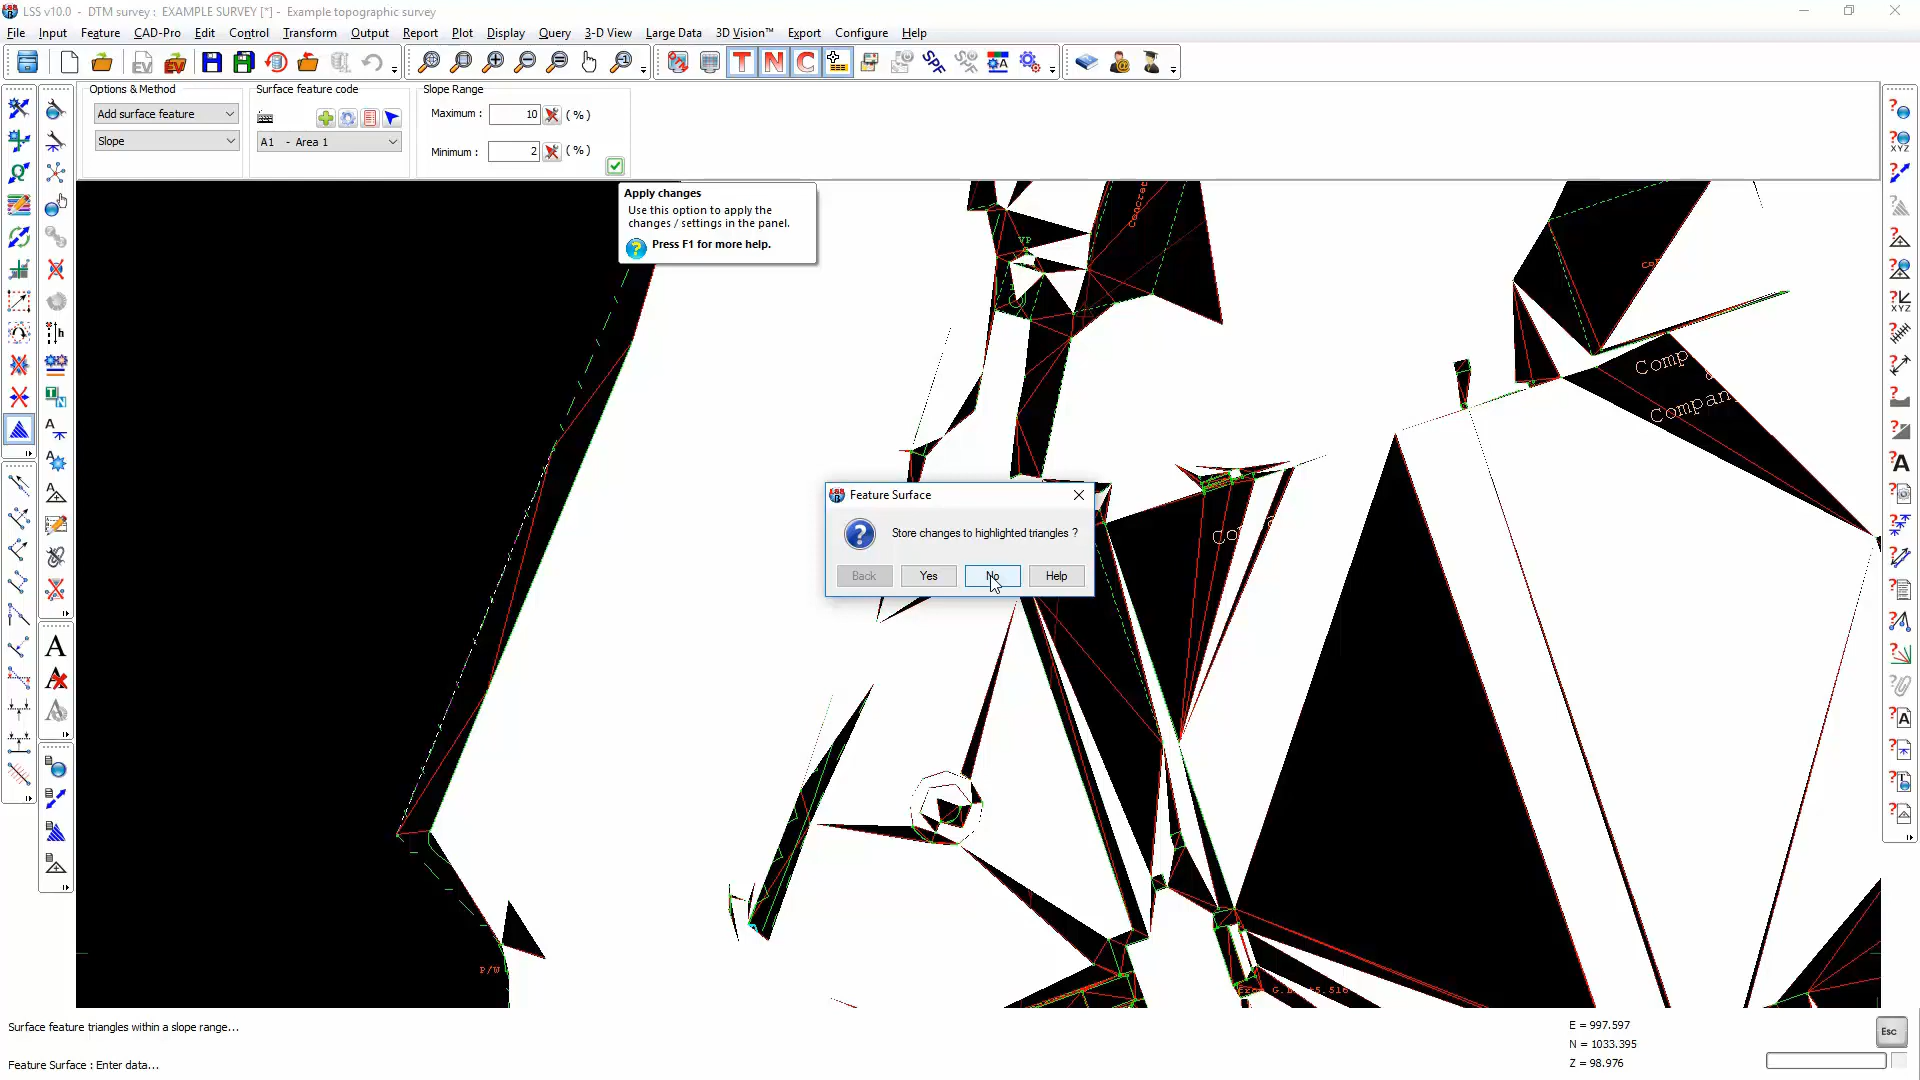 LSS v10.0 - DTM survey : EXAMPLE SURVEY [*] - Example topographic survey
File Input Feature CAD-Pro Edit Control Transform Output Report Plot Display Query 3-D View Large Data 3D Vision™ Export Configure Help
EV EV T N C SPF SPF A
Options & Method Surface feature code Slope Range
Add surface feature Maximum : 10 (%)
Slope A1 - Area 1 Minimum : 2 (%)
Apply changes
Use this option to apply the
changes / settings in the panel.
Press F1 for more help.
VP
Comp
Compan
Feature Surface
Store changes to highlighted triangles ?
Back Yes No Help
P/W
Surface feature triangles within a slope range...
Feature Surface : Enter data...
E = 997.597
N = 1033.395
Z = 98.976
Esc